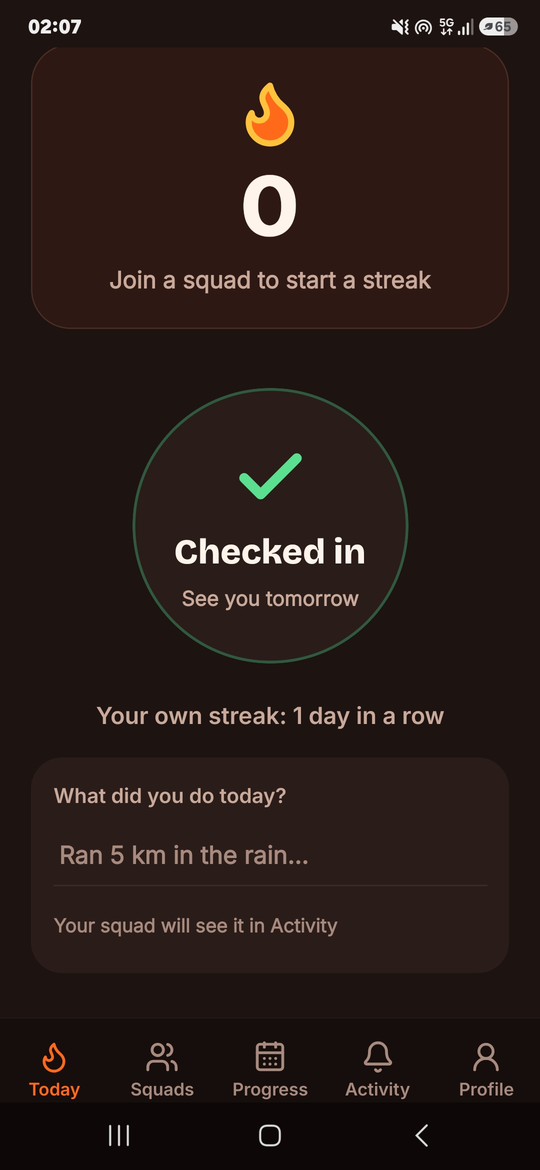 02:07
5G
65
0
Join a squad to start a streak
Checked in
See you tomorrow
Your own streak: 1 day in a row
What did you do today?
Ran 5 km in the rain...
Your squad will see it in Activity
Today Squads Progress Activity Profile